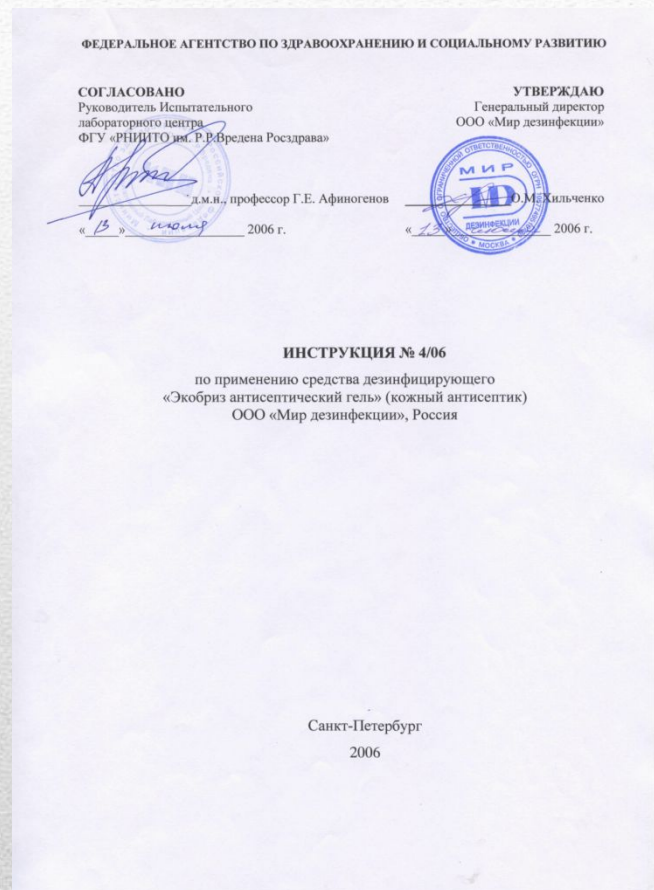 ФЕДЕРАЛЬНОЕ АГЕНТСТВО ПО ЗДРАВООХРАНЕНИЮ И СОЦИАЛЬНОМУ РАЗВИТИЮ
СОГЛАСОВАНО
Руководитель Испытательного
лабораторного центра
ФГУ «РНИИТО им. Р.Р.Вредена Росздрава»
д.м.н., профессор Г.Е. Афиногенов
«13» июля 2006 г.
УТВЕРЖДАЮ
Генеральный директор
ООО «Мир дезинфекции»
О.М. Хильченко
«13» 2006 г.
МИР
ДЕЗИНФЕКЦИИ
МОСКВА
ИНСТРУКЦИЯ № 4/06
по применению средства дезинфицирующего
«Экобриз антисептический гель» (кожный антисептик)
ООО «Мир дезинфекции», Россия
Санкт-Петербург
2006